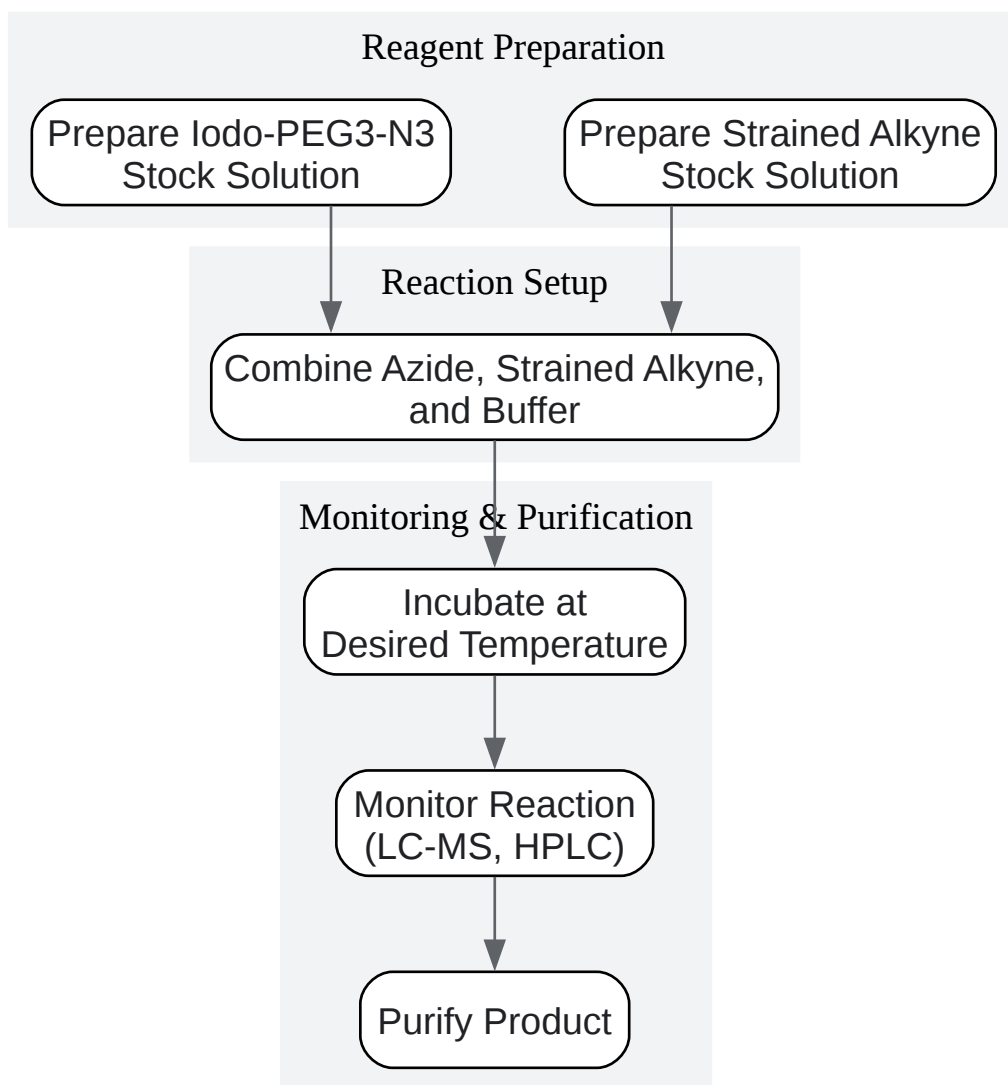 Reagent Preparation
Prepare Iodo-PEG3-N3
Stock Solution
Prepare Strained Alkyne
Stock Solution
Reaction Setup
Combine Azide, Strained Alkyne,
and Buffer
Monitoring & Purification
Incubate at
Desired Temperature
Monitor Reaction
(LC-MS, HPLC)
Purify Product